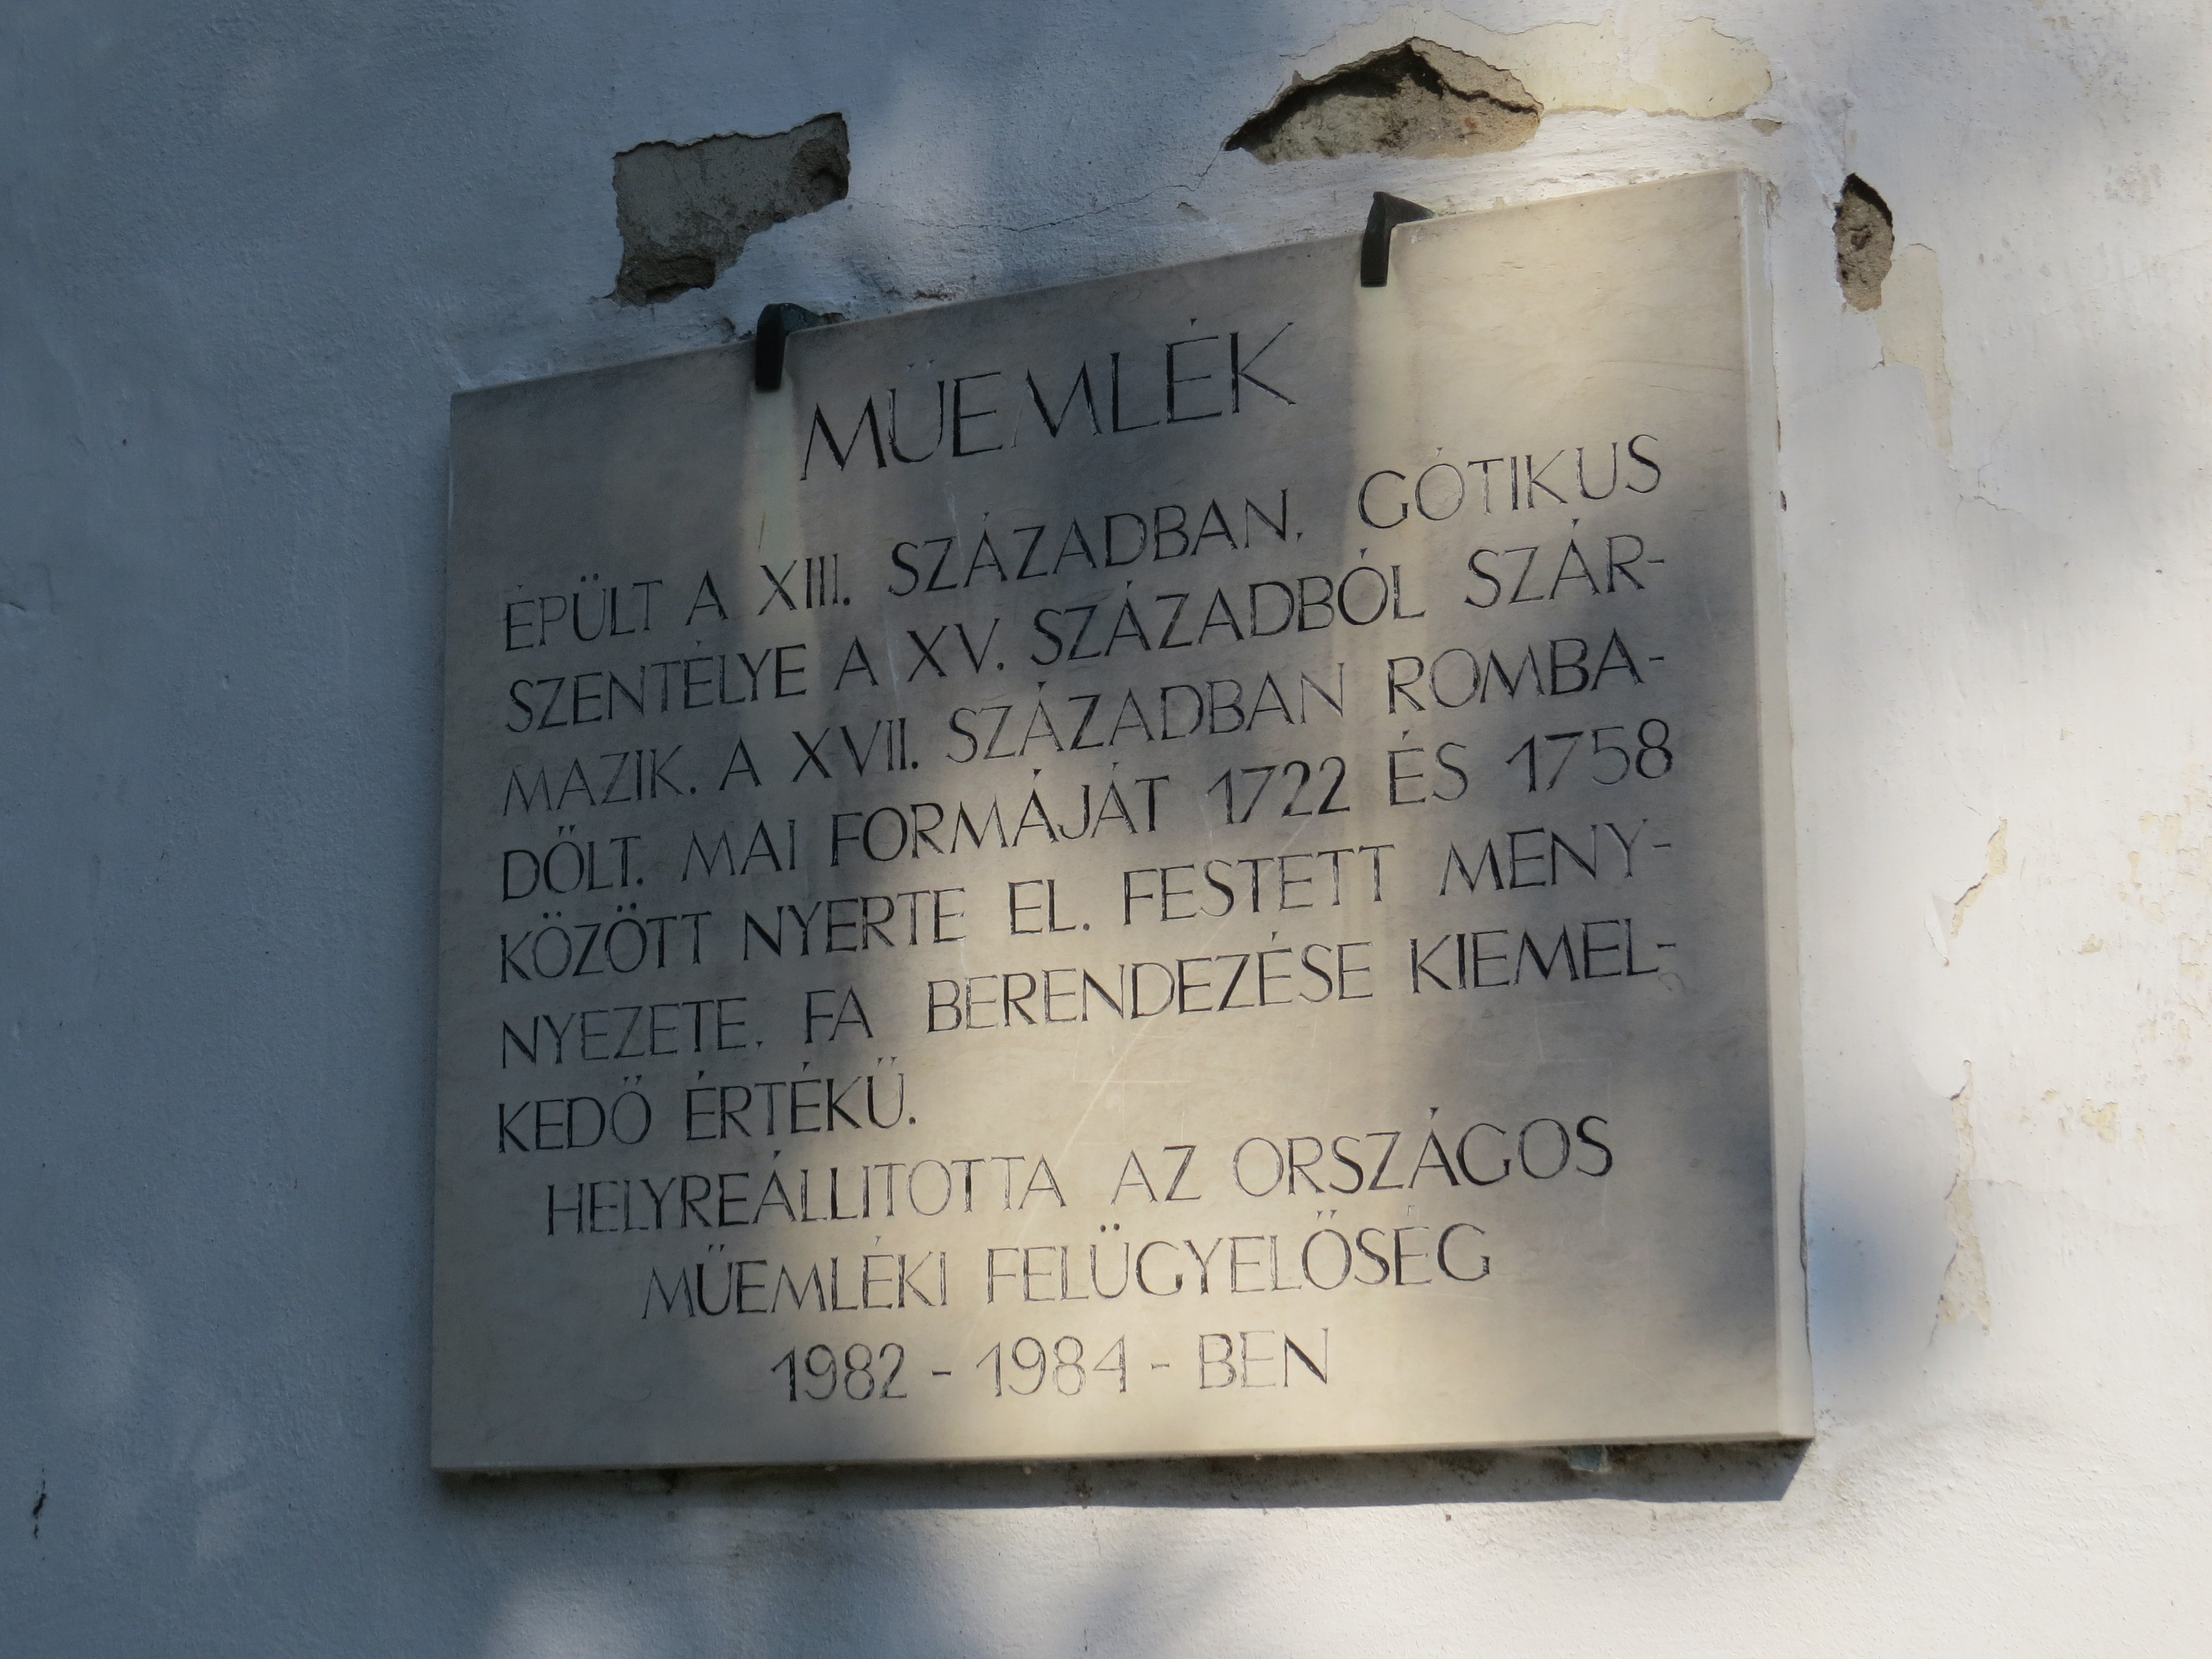 MŰEMLÉK
ÉPÜLT A XIII. SZÁZADBAN. GÓTIKUS
SZENTÉLYE A XV. SZÁZADBÓL SZÁR-
MAZIK. A XVII. SZÁZADBAN ROMBA-
DŐLT. MAI FORMÁJÁT 1722 ÉS 1758
KÖZÖTT NYERTE EL. FESTETT MENY-
NYEZETE, FA BERENDEZÉSE KIEMEL-
KEDŐ ÉRTÉKŰ.
HELYREÁLLITOTTA AZ ORSZÁGOS
MŰEMLÉKI FELÜGYELŐSÉG
1982 - 1984 - BEN